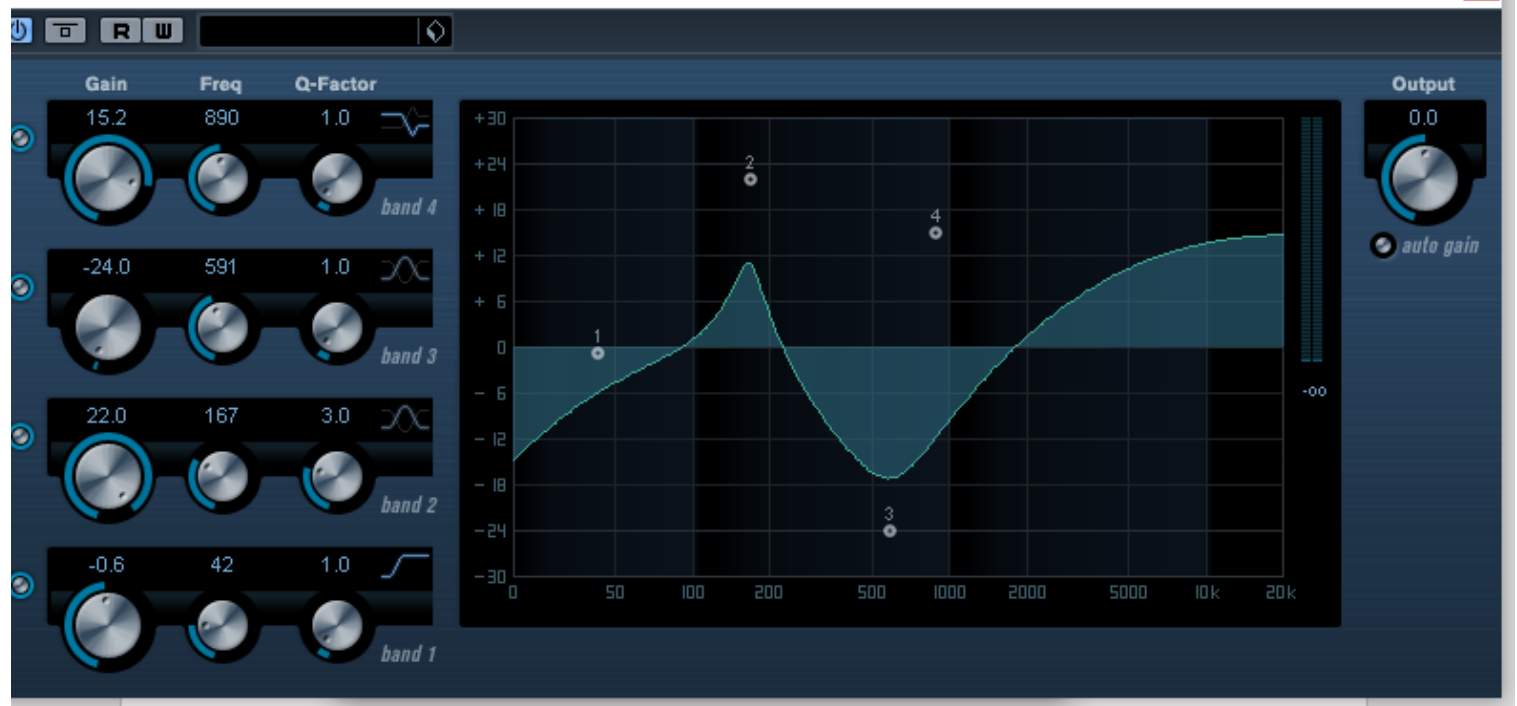 R W
Gain Freq Q-Factor
15.2 890 1.0
band 4
-24.0 591 1.0
band 3
22.0 167 3.0
band 2
-0.6 42 1.0
band 1
+30
+24
+ 18
+ 12
+ 6
0
- 6
- 12
- 18
-24
-30
0 50 100 200 500 1000 2000 5000 10k 20k
1
2
3
4
-oo
Output
0.0
auto gain